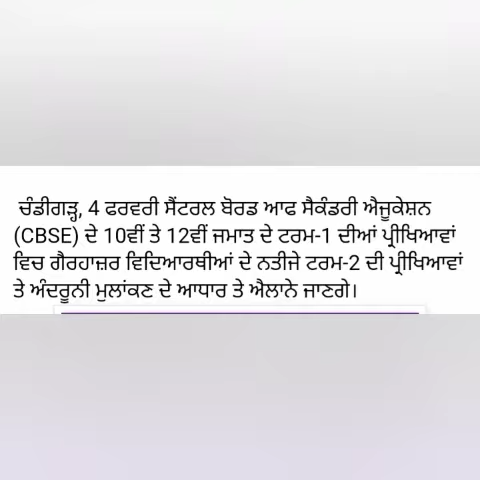 ਚੰਡੀਗੜ੍ਹ, 4 ਫਰਵਰੀ ਸੈਂਟਰਲ ਬੋਰਡ ਆਫ ਸੈਕੰਡਰੀ ਐਜੂਕੇਸ਼ਨ
(CBSE) ਦੇ 10ਵੀਂ ਤੇ 12ਵੀਂ ਜਮਾਤ ਦੇ ਟਰਮ-1 ਦੀਆਂ ਪ੍ਰੀਖਿਆਵਾਂ
ਵਿਚ ਗੈਰਹਾਜ਼ਰ ਵਿਦਿਆਰਥੀਆਂ ਦੇ ਨਤੀਜੇ ਟਰਮ-2 ਦੀ ਪ੍ਰੀਖਿਆਵਾਂ
ਤੇ ਅੰਦਰੂਨੀ ਮੁਲਾਂਕਣ ਦੇ ਆਧਾਰ ਤੇ ਐਲਾਨੇ ਜਾਣਗੇ।